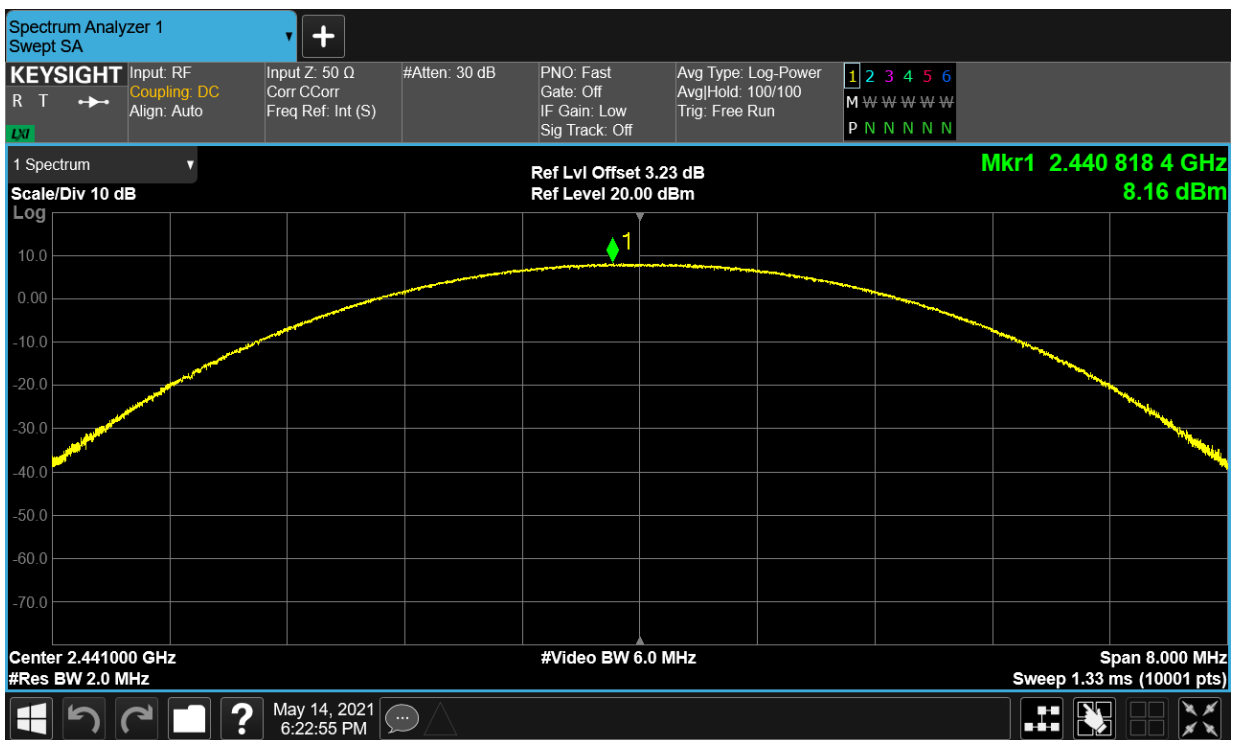 Spectrum Analyzer 1
Swept SA
+
KEYSIGHT
R T
LXI
Input: RF
Coupling: DC
Align: Auto
Input Z: 50 Ω
Corr CCorr
Freq Ref: Int (S)
#Atten: 30 dB
PNO: Fast
Gate: Off
IF Gain: Low
Sig Track: Off
Avg Type: Log-Power
Avg|Hold: 100/100
Trig: Free Run
1 2 3 4 5 6
M W W W W W
P N N N N N
1 Spectrum
Scale/Div 10 dB
Log
Ref Lvl Offset 3.23 dB
Ref Level 20.00 dBm
Mkr1 2.440 818 4 GHz
8.16 dBm
1
10.0
0.00
-10.0
-20.0
-30.0
-40.0
-50.0
-60.0
-70.0
Center 2.441000 GHz
#Video BW 6.0 MHz
Span 8.000 MHz
#Res BW 2.0 MHz
Sweep 1.33 ms (10001 pts)
?
May 14, 2021
6:22:55 PM